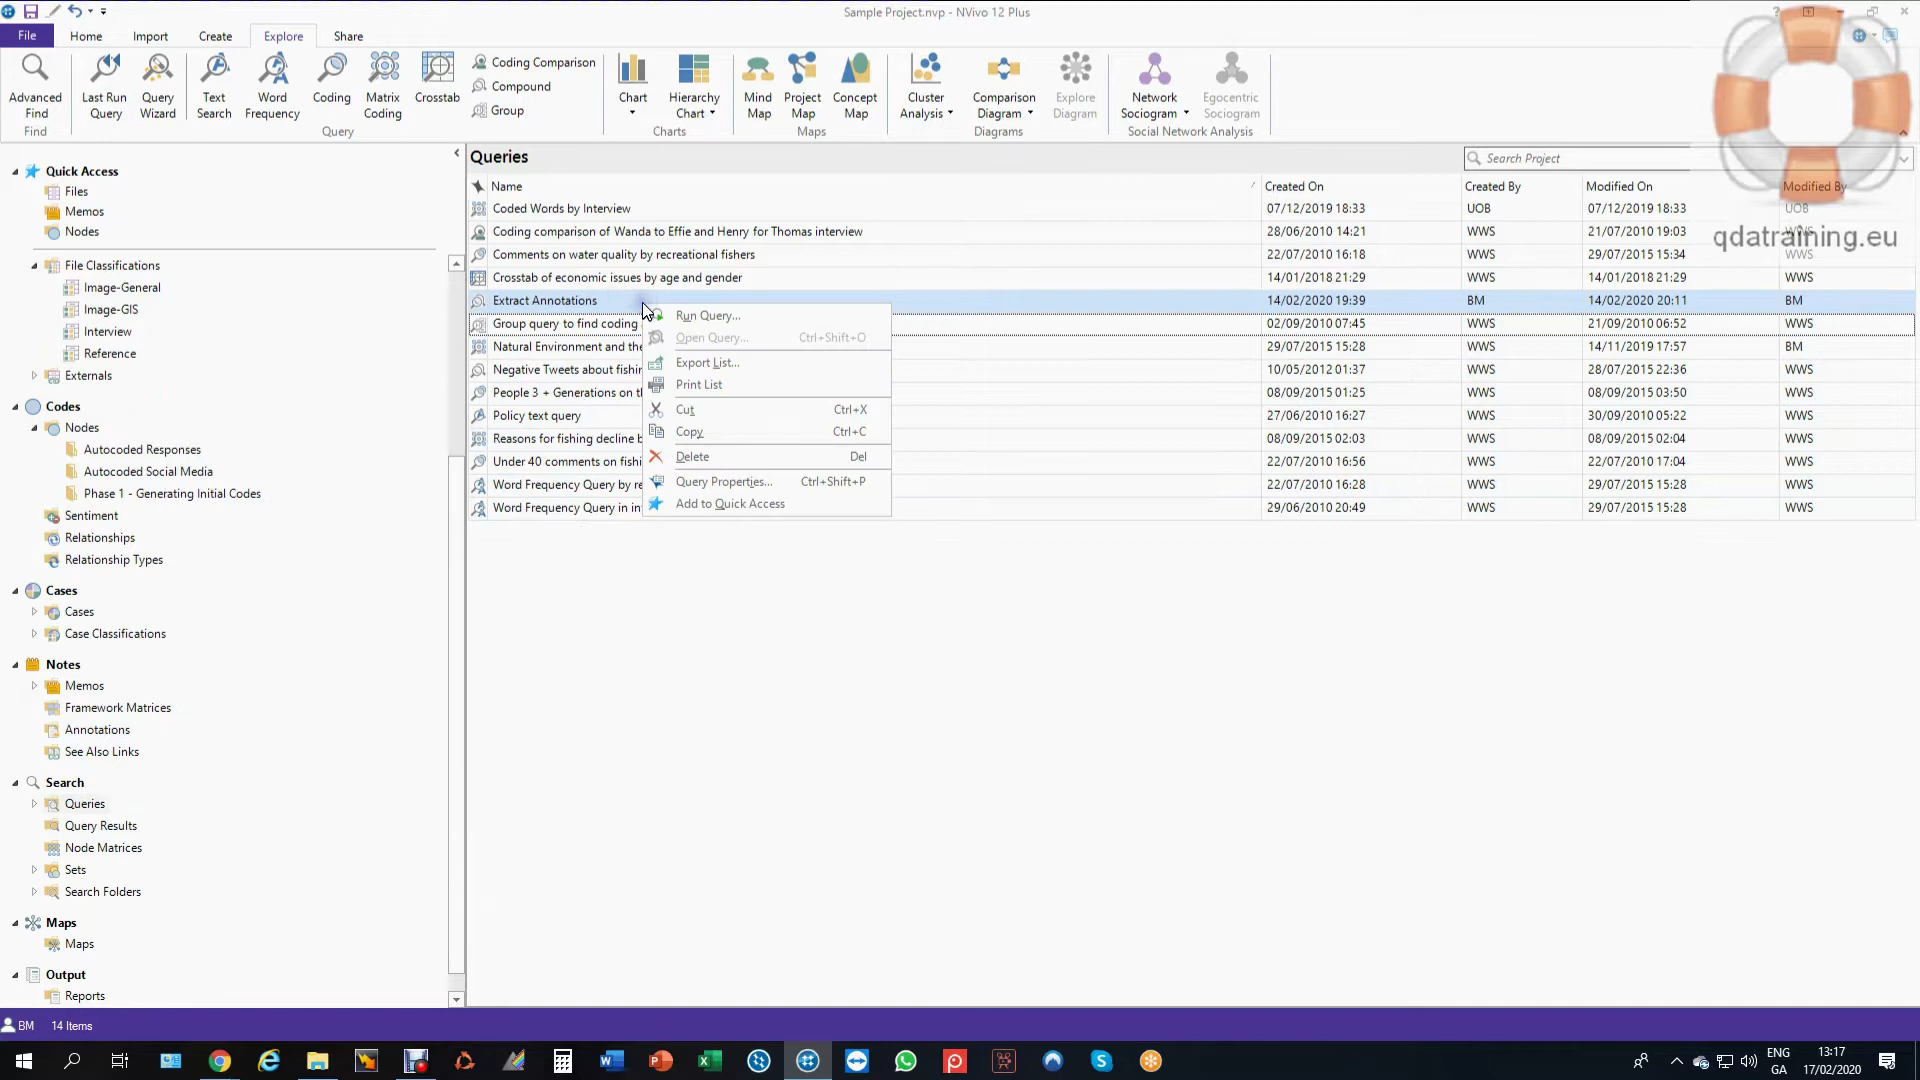 Sample Project.nvp - NVivo 12 Plus
File Home Import Create Explore Share
Advanced Find
Find
Last Run Query
Query Wizard
Text Search
Word Frequency
Coding
Matrix Coding
Crosstab
Coding Comparison
Compound
Group
Query
Chart
Hierarchy Chart
Charts
Mind Map
Project Map
Concept Map
Maps
Cluster Analysis
Comparison Diagram
Explore Diagram
Diagrams
Network Sociogram
Egocentric Sociogram
Social Network Analysis
qdatraining.eu
Quick Access
Files
Memos
Nodes
File Classifications
Image-General
Image-GIS
Interview
Reference
Externals
Codes
Nodes
Autocoded Responses
Autocoded Social Media
Phase 1 - Generating Initial Codes
Sentiment
Relationships
Relationship Types
Cases
Cases
Case Classifications
Notes
Memos
Framework Matrices
Annotations
See Also Links
Search
Queries
Query Results
Node Matrices
Sets
Search Folders
Maps
Maps
Output
Reports
Queries
Search Project
Name Created On Created By Modified On Modified By
Coded Words by Interview 07/12/2019 18:33 UOB 07/12/2019 18:33 UOB
Coding comparison of Wanda to Effie and Henry for Thomas interview 28/06/2010 14:21 WWS 21/07/2010 19:03 WWS
Comments on water quality by recreational fishers 22/07/2010 16:18 WWS 29/07/2015 15:34 WWS
Crosstab of economic issues by age and gender 14/01/2018 21:29 WWS 14/01/2018 21:29 WWS
Extract Annotations 14/02/2020 19:39 BM 14/02/2020 20:11 BM
Group query to find coding 02/09/2010 07:45 WWS 21/09/2010 06:52 WWS
Natural Environment and the 29/07/2015 15:28 WWS 14/11/2019 17:57 BM
Negative Tweets about fishin 10/05/2012 01:37 WWS 28/07/2015 22:36 WWS
People 3 + Generations on t 08/09/2015 01:25 WWS 08/09/2015 03:50 WWS
Policy text query 27/06/2010 16:27 WWS 30/09/2010 05:22 WWS
Reasons for fishing decline b 08/09/2015 02:03 WWS 08/09/2015 02:04 WWS
Under 40 comments on fishi 22/07/2010 16:56 WWS 22/07/2010 17:04 WWS
Word Frequency Query by re 22/07/2010 16:28 WWS 29/07/2015 15:28 WWS
Word Frequency Query in in 29/06/2010 20:49 WWS 29/07/2015 15:28 WWS
Run Query...
Open Query... Ctrl+Shift+O
Export List...
Print List
Cut Ctrl+X
Copy Ctrl+C
Delete Del
Query Properties... Ctrl+Shift+P
Add to Quick Access
BM 14 Items
ENG GA
13:17
17/02/2020